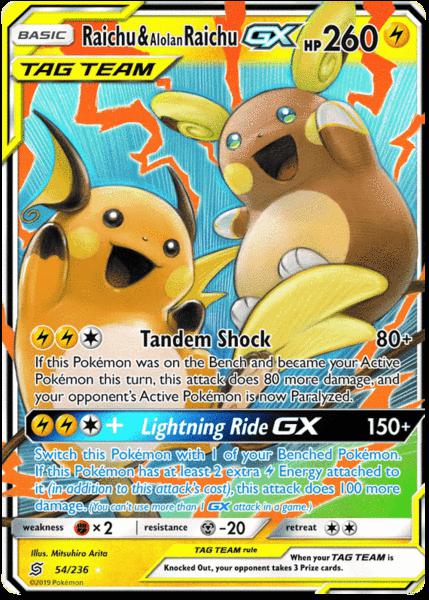 BASIC Raichu & Alolan Raichu GX HP 260
TAG TEAM
Tandem Shock 80+
If this Pokémon was on the Bench and became your Active
Pokémon this turn, this attack does 80 more damage, and
your opponent's Active Pokémon is now Paralyzed.
+ Lightning Ride GX 150+
Switch this Pokémon with 1 of your Benched Pokémon.
If this Pokémon has at least 2 extra Energy attached to
it (in addition to this attack's cost), this attack does 100 more
damage. (You can't use more than 1 GX attack in a game.)
weakness ×2 resistance -20 retreat
Illus. Mitsuhiro Arita
54/236
©2019 Pokémon
TAG TEAM rule
When your TAG TEAM is
Knocked Out, your opponent takes 3 Prize cards.